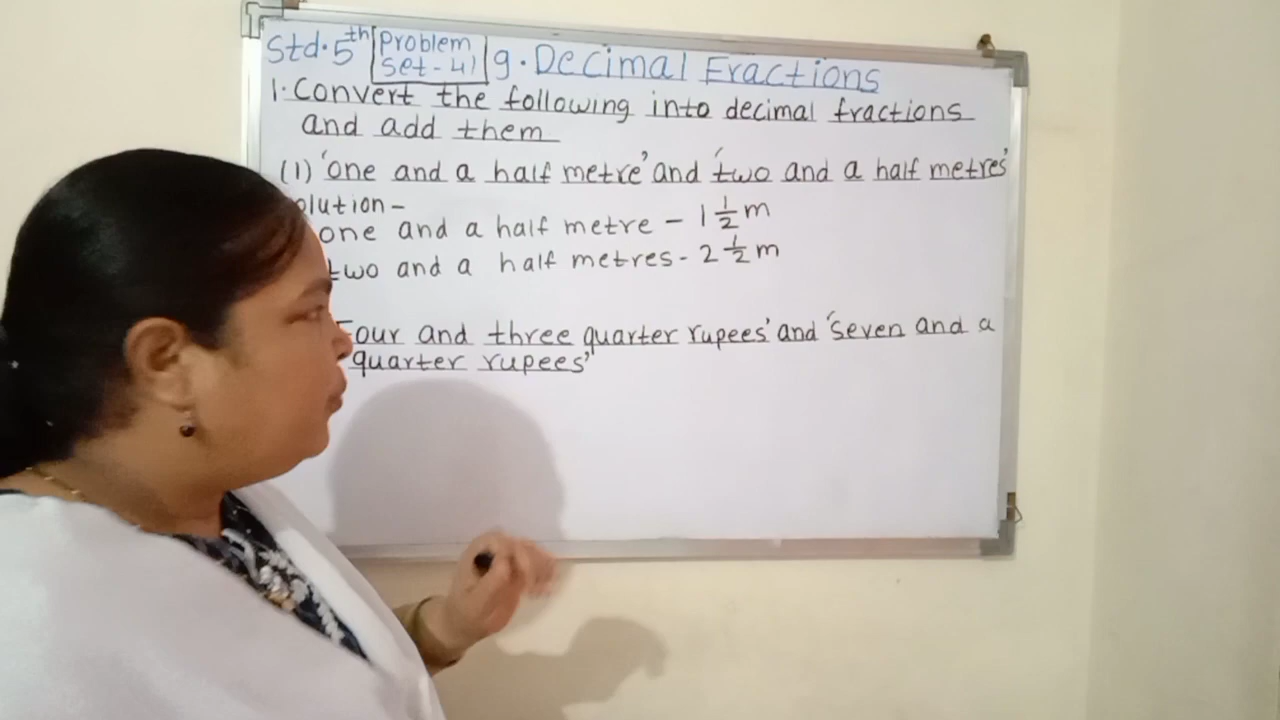 Std. 5th Problem Set-41 9. Decimal Fractions
1. Convert the following into decimal fractions
and add them
(1) 'one and a half metre' and 'two and a half metres'
olution-
one and a half metre - 1 1/2 m
two and a half metres - 2 1/2 m
Four and three quarter rupees' and 'seven and a
quarter rupees'